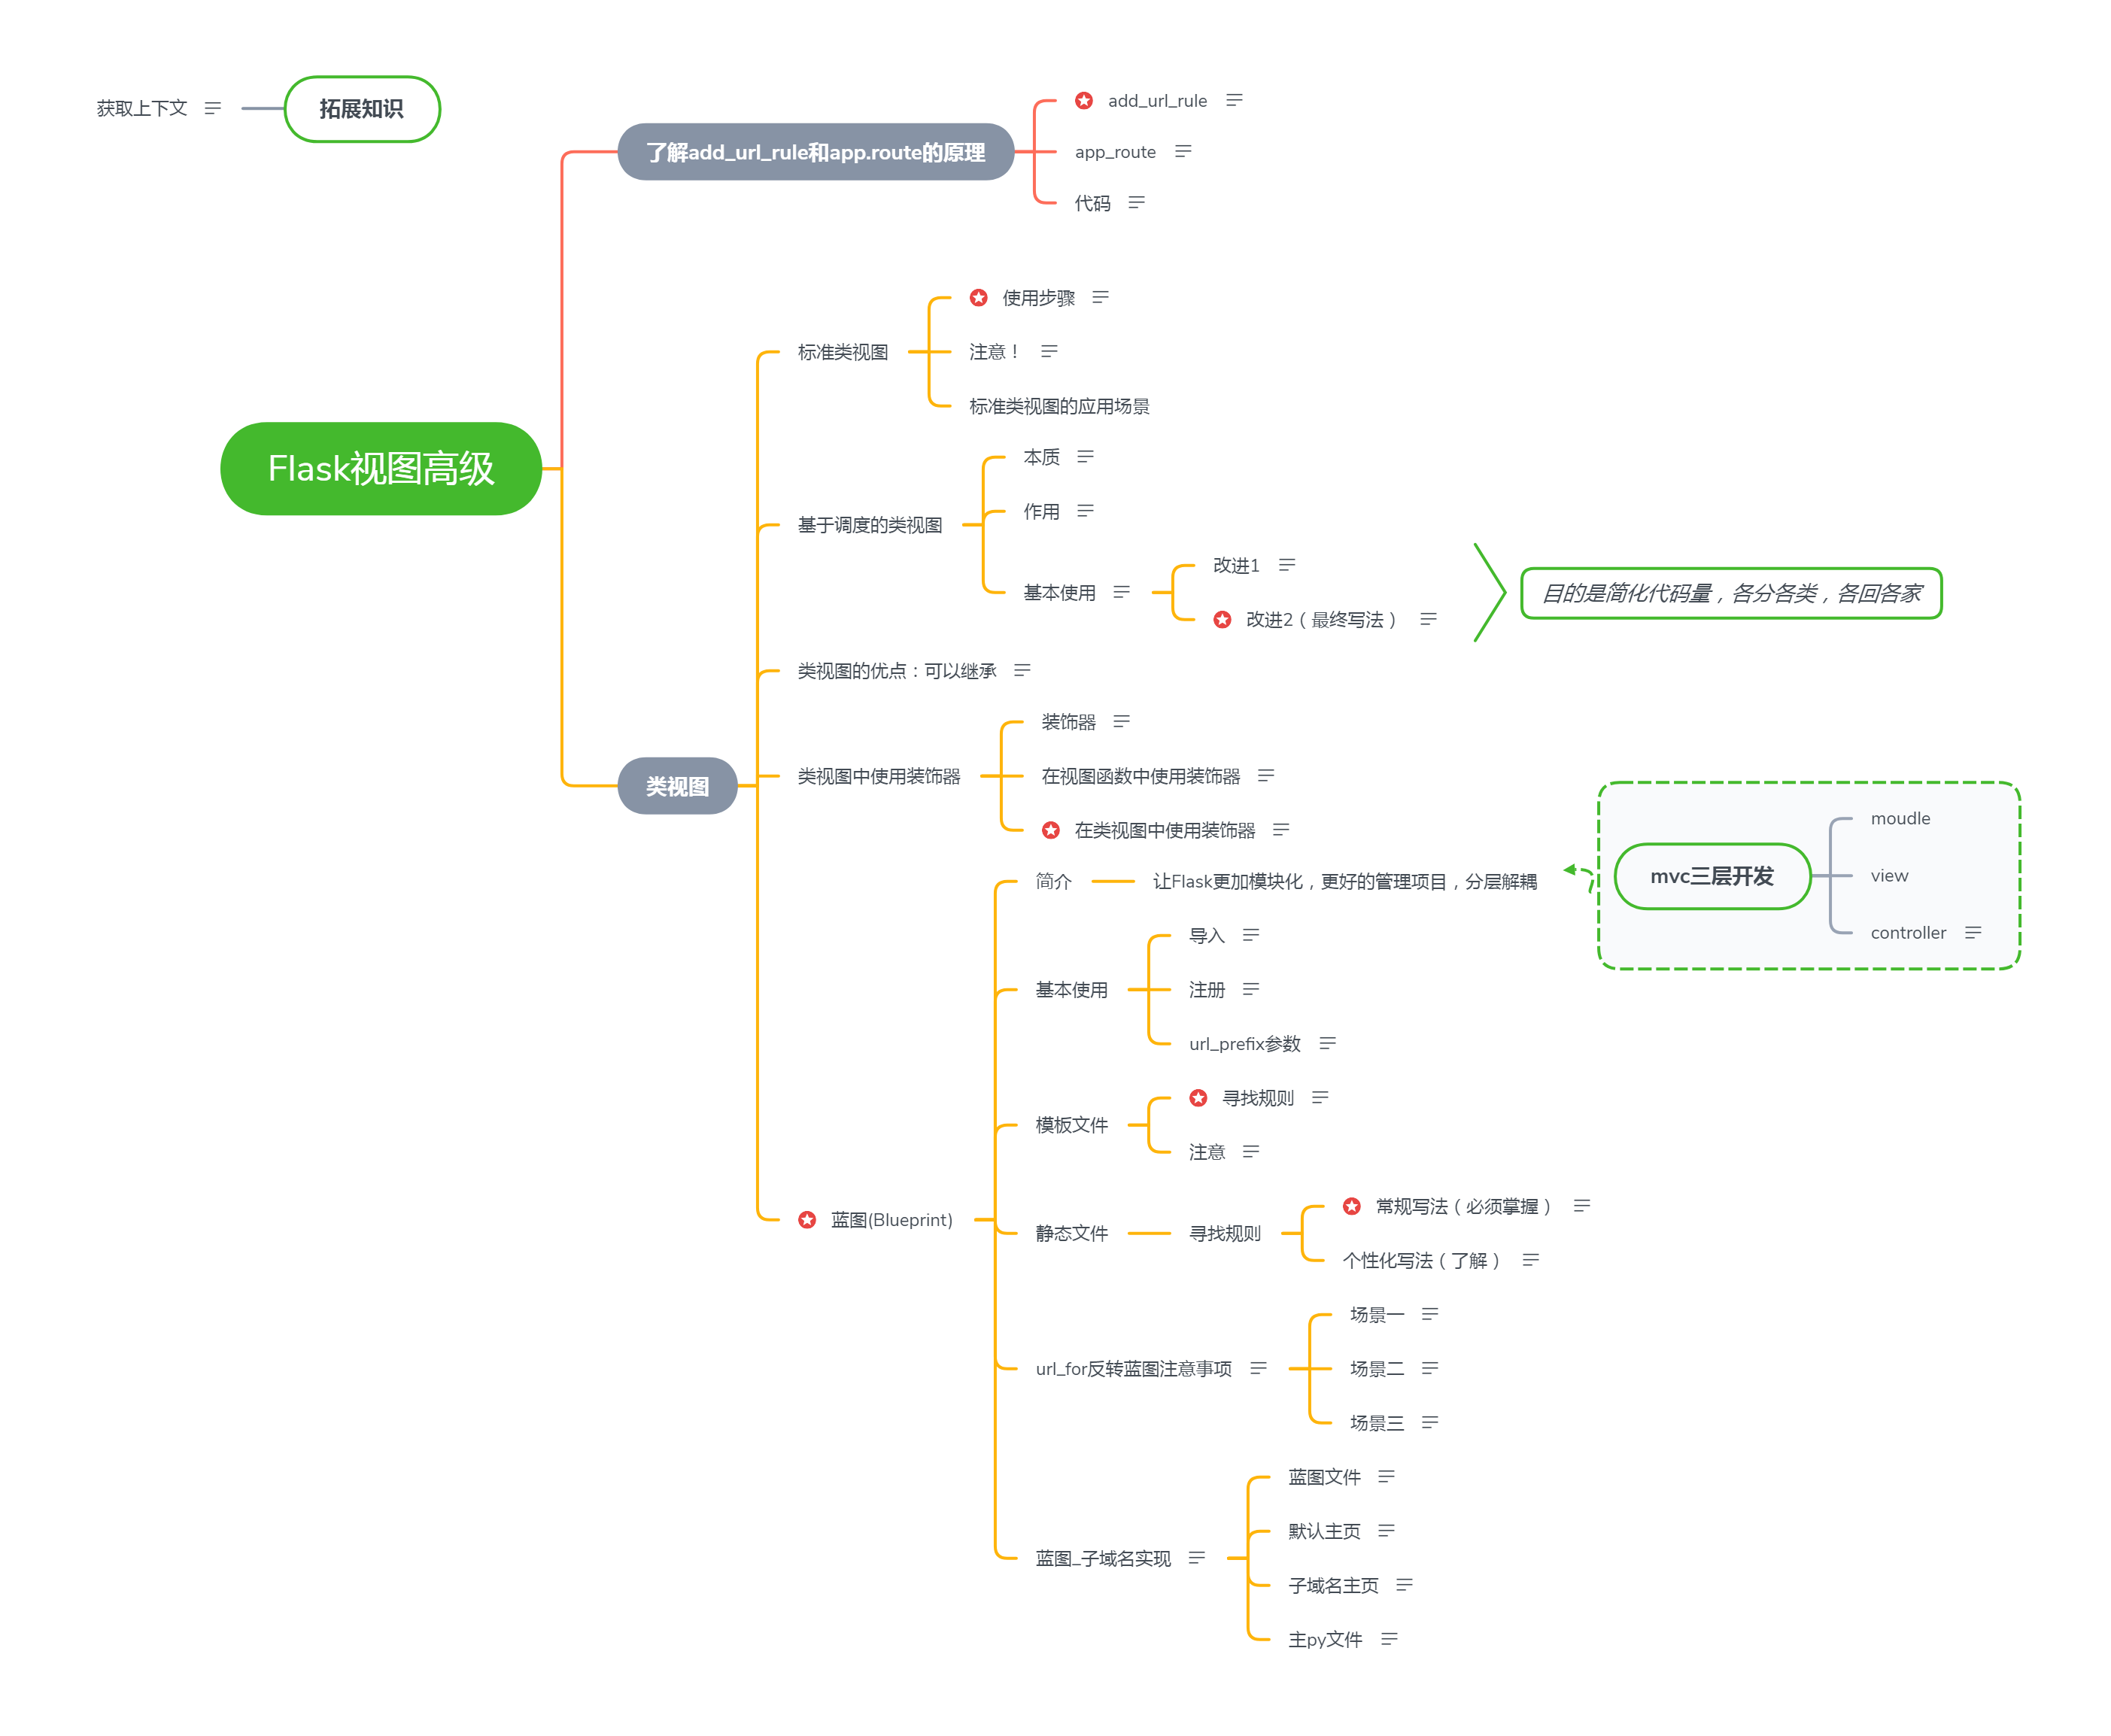 获取上下文
拓展知识
Flask视图高级
了解add_url_rule和app.route的原理
add_url_rule
app_route
代码
类视图
标准类视图
使用步骤
注意！
标准类视图的应用场景
基于调度的类视图
本质
作用
基本使用
改进1
改进2（最终写法）
目的是简化代码量，各分各类，各回各家
类视图的优点：可以继承
类视图中使用装饰器
装饰器
在视图函数中使用装饰器
在类视图中使用装饰器
蓝图(Blueprint)
简介
让Flask更加模块化，更好的管理项目，分层解耦
mvc三层开发
moudle
view
controller
基本使用
导入
注册
url_prefix参数
模板文件
寻找规则
注意
静态文件
寻找规则
常规写法（必须掌握）
个性化写法（了解）
url_for反转蓝图注意事项
场景一
场景二
场景三
蓝图_子域名实现
蓝图文件
默认主页
子域名主页
主py文件